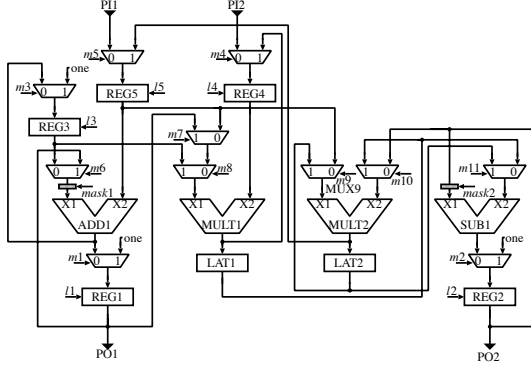 PI1 PI2
m5 0 1 m4 0 1
one
m3 0 1 REG5 l5 l4 REG4
REG3 l3
m7 1 0
0 1 m6 1 0 m8 1 0 m9 1 0 m10 m11 1 0
MUX9
mask1 mask2
X1 X2 X1 X2 X1 X2 X1 X2
ADD1 MULT1 MULT2 SUB1
one one
m1 0 1 LAT1 LAT2 m2 0 1
l1 REG1 l2 REG2
PO1 PO2